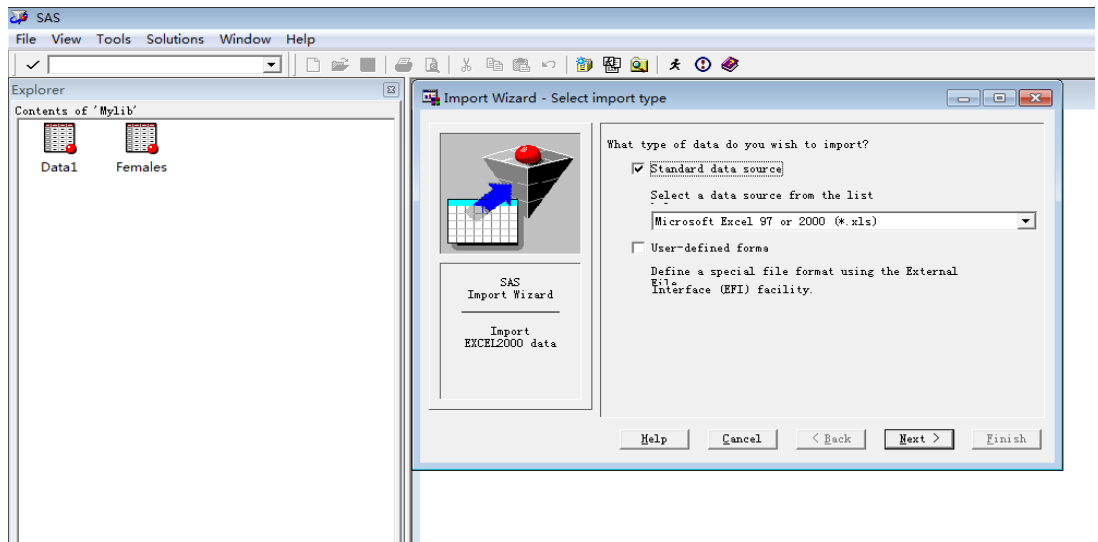 SAS
File View Tools Solutions Window Help
Explorer
Contents of 'Mylib'
Data1 Females
Import Wizard - Select import type
What type of data do you wish to import?
Standard data source
Select a data source from the list
Microsoft Excel 97 or 2000 (*.xls)
User-defined forma
Define a special file format using the External
Interface (EFI) facility.
SAS
Import Wizard
Import
EXCEL2000 data
Help Cancel < Back Next > Finish